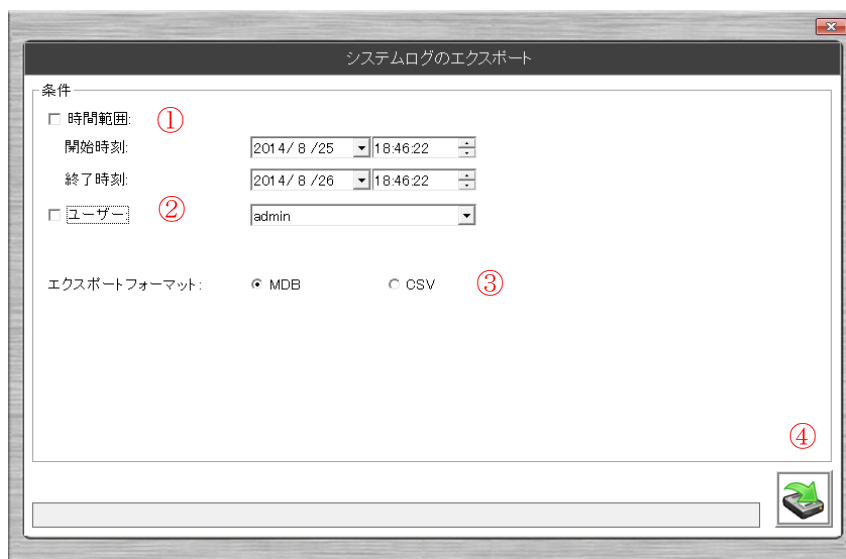 システムログのエクスポート
条件
時間範囲: ①
開始時刻: 2014/ 8 /25 18:46:22
終了時刻: 2014/ 8 /26 18:46:22
ユーザー: ② admin
エクスポートフォーマット: MDB CSV ③
④